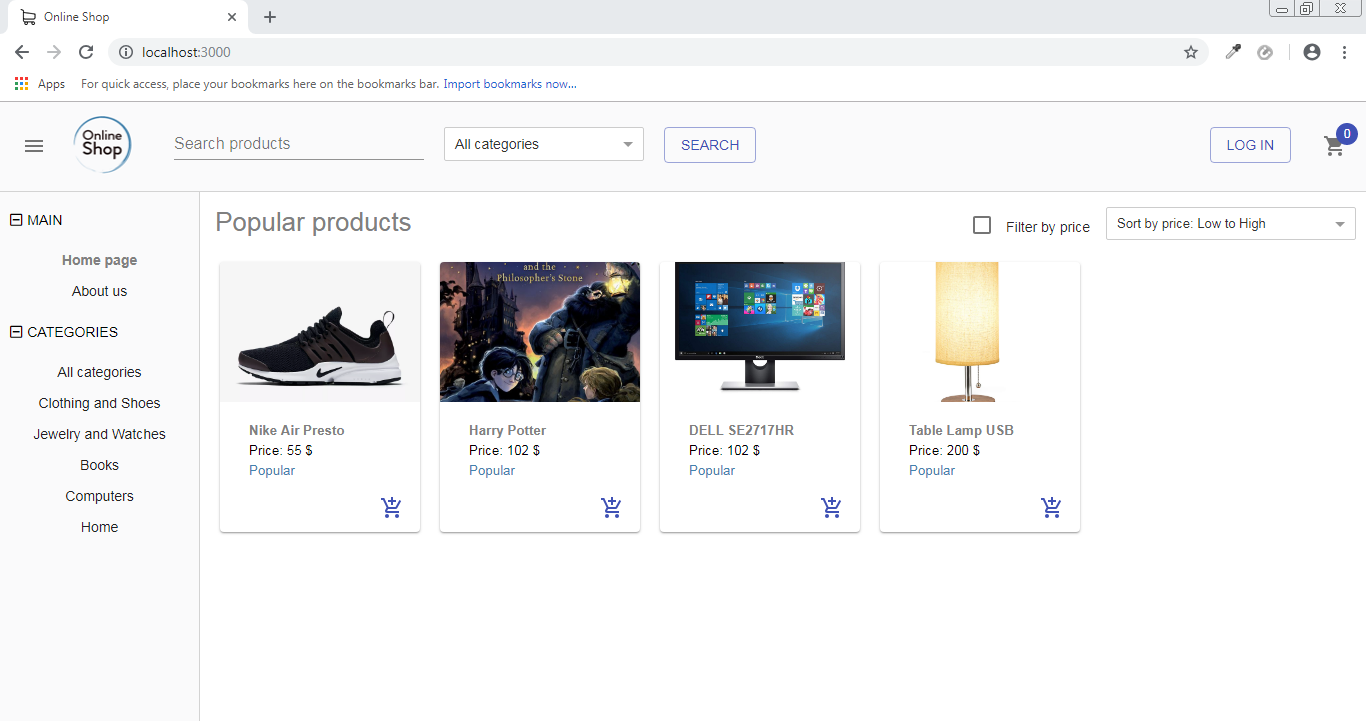 Online Shop
localhost:3000
Apps For quick access, place your bookmarks here on the bookmarks bar. Import bookmarks now...
Online
Shop
Search products
All categories
SEARCH
LOG IN
0
MAIN
Home page
About us
CATEGORIES
All categories
Clothing and Shoes
Jewelry and Watches
Books
Computers
Home
Popular products
Filter by price
Sort by price: Low to High
Nike Air Presto
Price: 55 $
Popular
and the
Philosopher's Stone
Harry Potter
Price: 102 $
Popular
DELL SE2717HR
Price: 102 $
Popular
Table Lamp USB
Price: 200 $
Popular